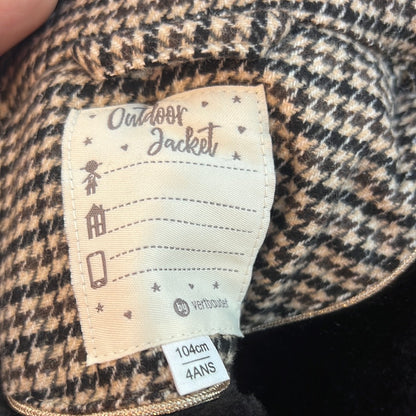 Outdoor
Jacket
vertbaudet
104cm
4ANS